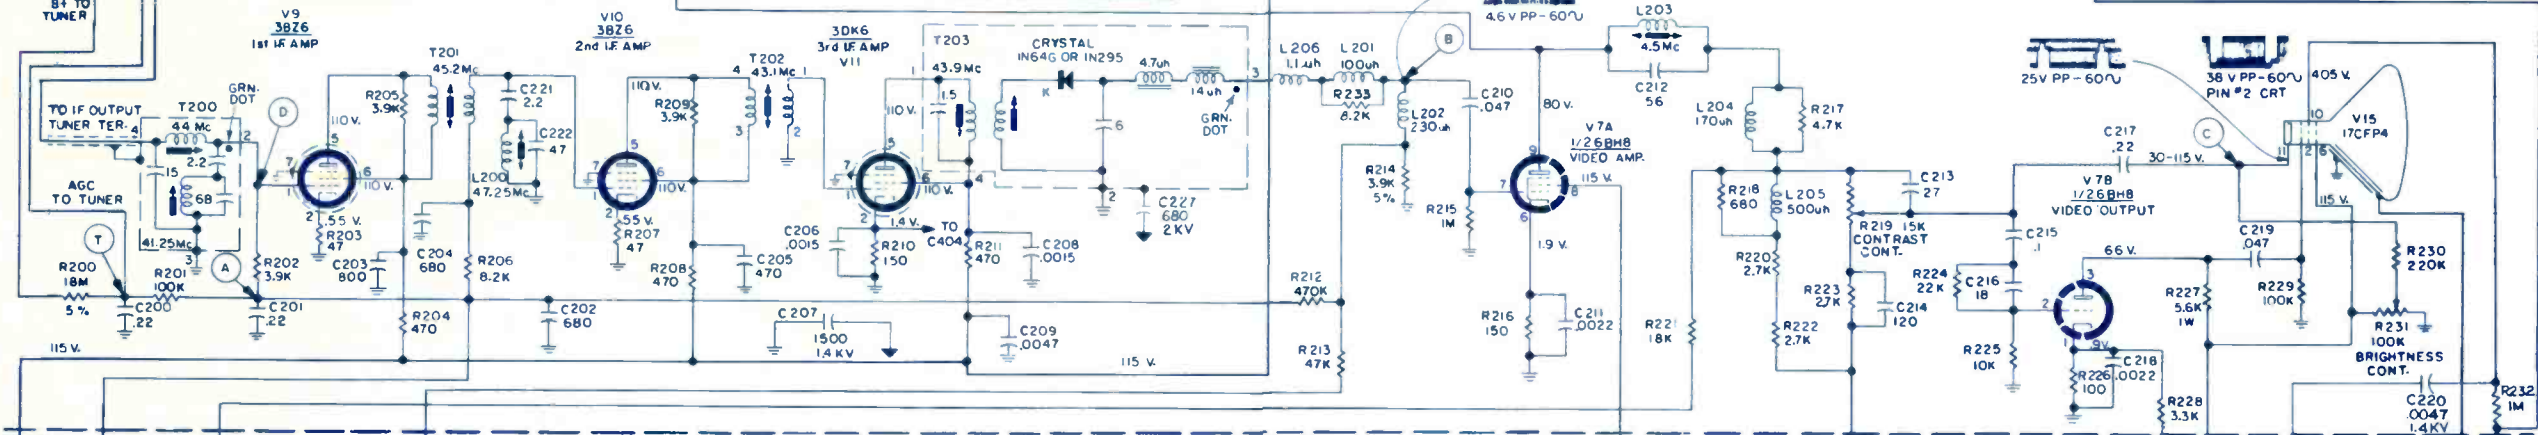 B+ TO
TUNER
V9
3BZ6
1st I.F. AMP
V10
3BZ6
2nd I.F. AMP
3DK6
3rd I.F. AMP
V11
T203
CRYSTAL
IN64G OR IN295
4.6 V PP-60∿
B
L203
4.5Mc
C212
56
25V PP-60∿
38 V PP-60∿
PIN #2 CRT
405 V.
T201
45.2Mc
T202
43.1Mc
43.9Mc
1.5
K
4.7uh
14 uh
GRN.
DOT
L206
1.1uh
L201
100uh
R233
8.2K
L202
230uh
C210
.047
80 V.
L204
170uh
R217
4.7K
TO IF OUTPUT
TUNER TER.
T200
44 Mc
GRN.
DOT
D
2.2
15
68
41.25Mc
AGC
TO TUNER
T
R200
18M
5%
C200
.22
R201
100K
A
C201
.22
R202
3.9K
R205
3.9K
110V.
110 V.
.55 V.
R203
47
C203
800
C204
680
R204
470
C221
2.2
C222
47
L200
47.25Mc
R206
8.2K
C202
680
R209
3.9K
110V.
110V.
.55 V.
R207
47
R208
470
C205
470
C206
.0015
110V.
110 V.
1.4 V.
TO
C404
R210
150
R211
470
C208
.0015
C207
1500
1.4 KV
C209
.0047
6
C227
680
2 KV
115 V.
115 V.
R214
3.9K
5%
R212
470K
R213
47K
R215
1M
V7A
1/2 6BH8
VIDEO AMP.
115 V.
1.9 V.
R216
150
C211
.0022
R221
18K
R218
680
L205
500uh
R220
2.7K
R222
2.7K
R219 15K
CONTRAST
CONT.
C213
27
R223
27K
C214
120
C217
.22
30-115 V.
C
V7B
1/2 6BH8
VIDEO OUTPUT
C215
.1
R224
22K
C216
18
R225
10K
66 V.
.9V.
R226
100
C218
.0022
R228
3.3K
R227
5.6K
1W
C219
.047
R229
100K
V15
17CFP4
115 V.
R230
220K
R231
100K
BRIGHTNESS
CONT.
C220
.0047
1.4 KV
R232
1M